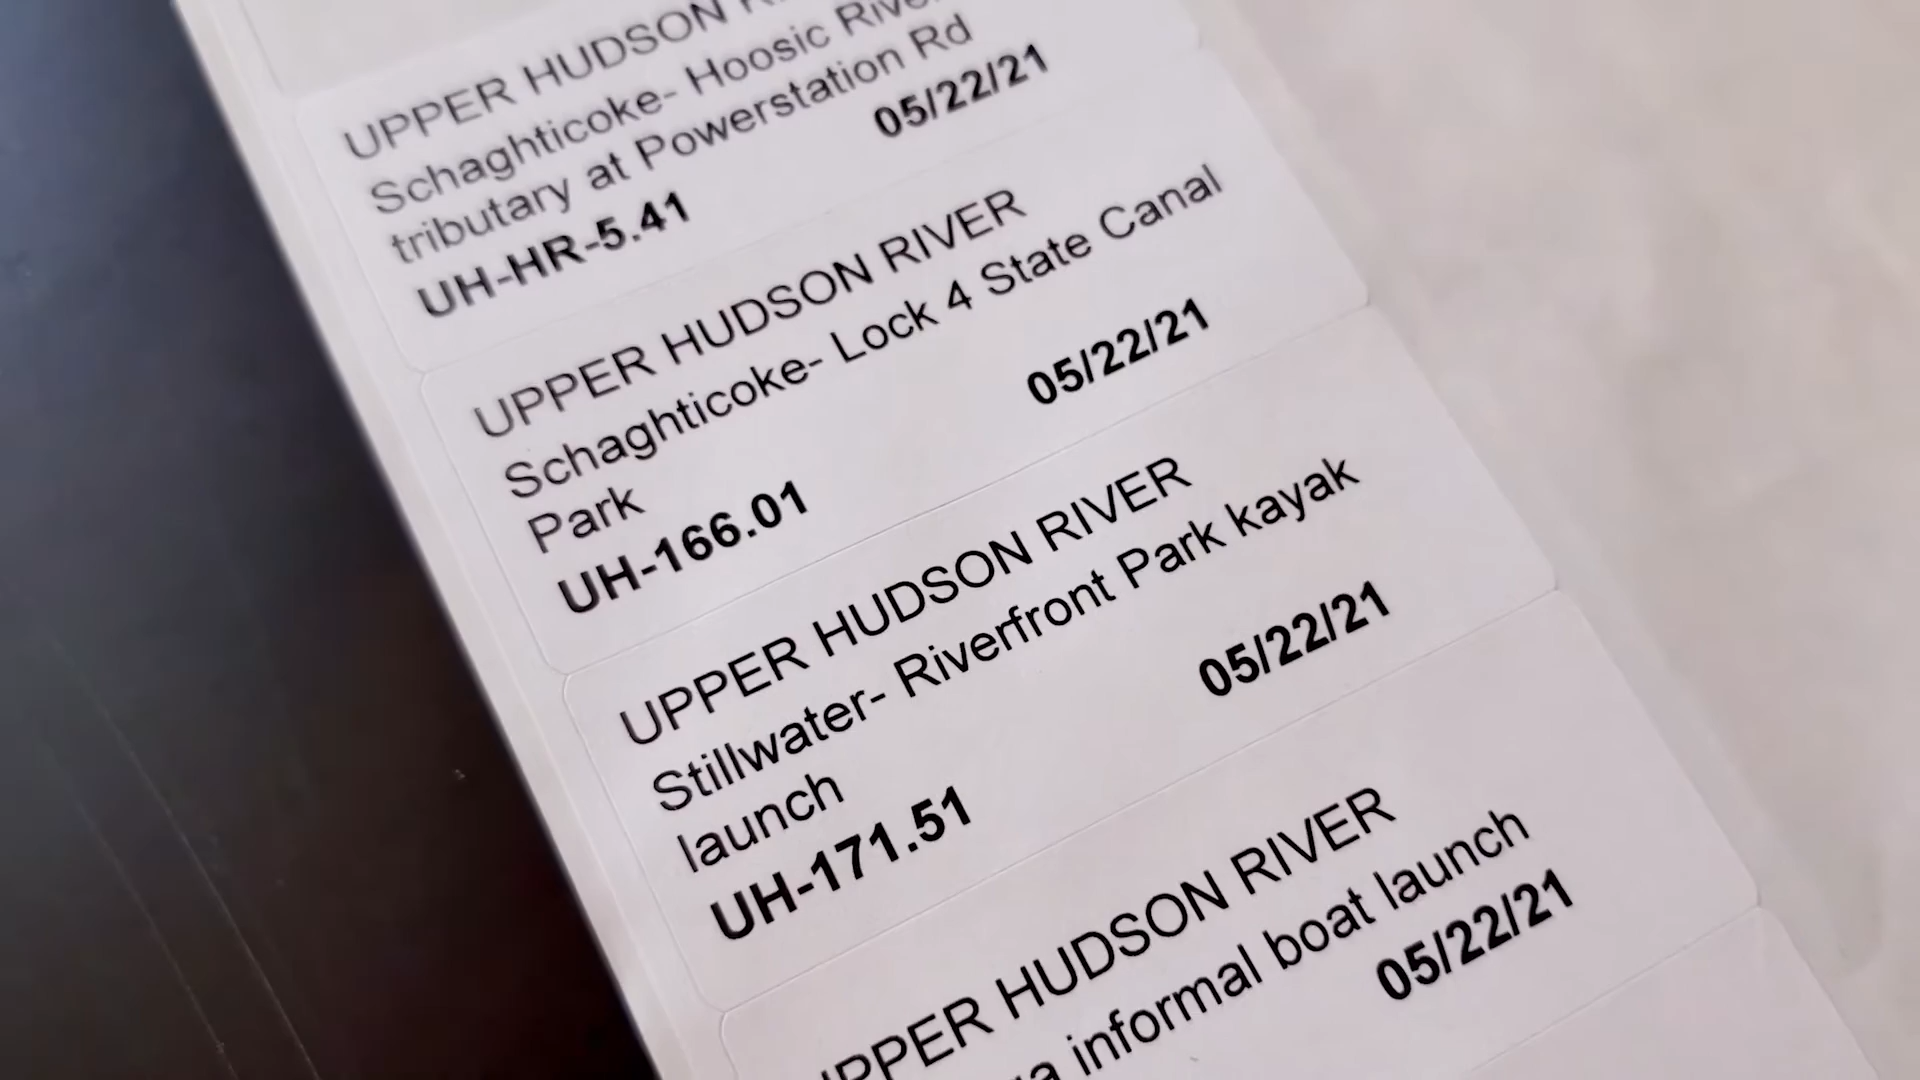 UPPER HUDSON
Schaghticoke- Hoosic River
tributary at Powerstation Rd
UH-HR-5.41 05/22/21
UPPER HUDSON RIVER
Schaghticoke- Lock 4 State Canal
Park
UH-166.01 05/22/21
UPPER HUDSON RIVER
Stillwater- Riverfront Park kayak
launch
UH-171.51 05/22/21
UPPER HUDSON RIVER
informal boat launch
05/22/21